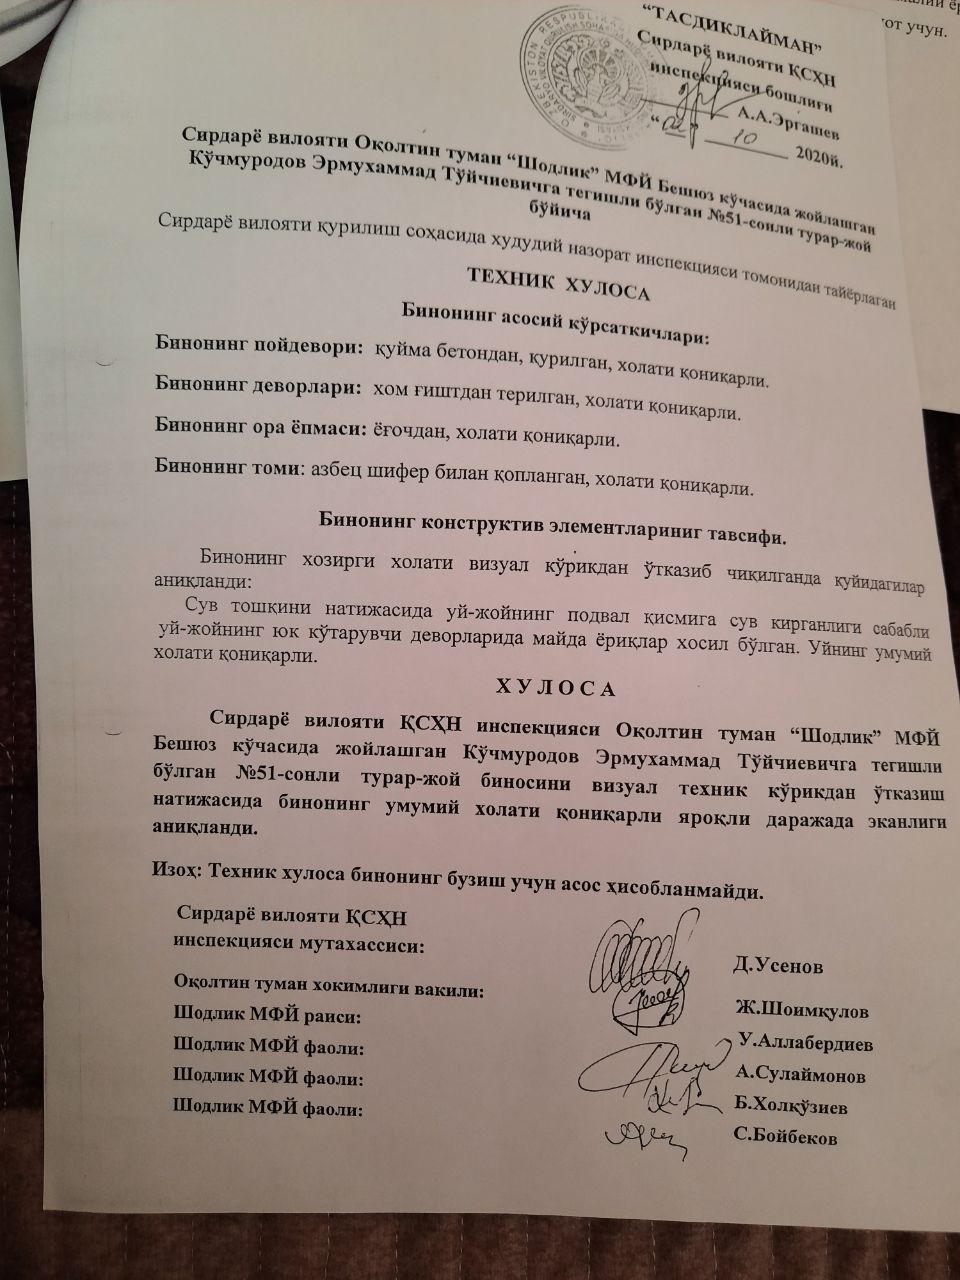 “ТАСДИКЛАЙМАН”
Сирдарё вилояти ҚСҲН
инспекцияси бошлиғи
А.А.Эргашев
10 2020й.
Сирдарё вилояти Оқолтин туман “Шодлик” МФЙ Бешюз кўчасида жойлашган
Кўчмуродов Эрмухаммад Тўйчиевичга тегишли бўлган №51-сонли турар-жой
бўйича
Сирдарё вилояти қурилиш соҳасида худудий назорат инспекцияси томонидан тайёрлаган
ТЕХНИК ХУЛОСА
Бинонинг асосий кўрсаткичлари:
Бинонинг пойдевори: қуйма бетондан, қурилган, холати қониқарли.
Бинонинг деворлари: хом ғиштдан терилган, холати қониқарли.
Бинонинг ора ёпмаси: ёғочдан, холати қониқарли.
Бинонинг томи: азбец шифер билан қопланган, холати қониқарли.
Бинонинг конструктив элементлариниг тавсифи.
Бинонинг хозирги холати визуал кўрикдан ўтказиб чиқилганда қуйидагилар
аниқланди:
Сув тошқини натижасида уй-жойнинг подвал қисмига сув кирганлиги сабабли
уй-жойнинг юк кўтарувчи деворларида майда ёриқлар хосил бўлган. Уйнинг умумий
холати қониқарли.
Х У Л О С А
Сирдарё вилояти ҚСҲН инспекцияси Оқолтин туман “Шодлик” МФЙ
Бешюз кўчасида жойлашган Кўчмуродов Эрмухаммад Тўйчиевичга тегишли
бўлган №51-сонли турар-жой биносини визуал техник кўрикдан ўтказиш
натижасида бинонинг умумий холати қониқарли яроқли даражада эканлиги
аниқланди.
Изоҳ: Техник хулоса бинонинг бузиш учун асос ҳисобланмайди.
Сирдарё вилояти ҚСҲН
инспекцияси мутахассиси:
Д.Усенов
Оқолтин туман хокимлиги вакили:
Ж.Шоимқулов
Шодлик МФЙ раиси:
У.Аллабердиев
Шодлик МФЙ фаоли:
А.Сулаймонов
Шодлик МФЙ фаоли:
Б.Холқўзиев
Шодлик МФЙ фаоли:
С.Бойбеков
от учун.